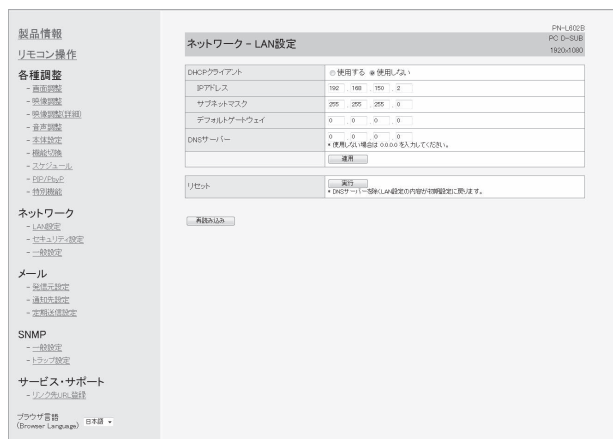 製品情報
リモコン操作
各種調整
- 画面調整
- 映像調整
- 映像調整(詳細)
- 音声調整
- 本体設定
- 機能切換
- スケジュール
- PIP/PbyP
- 特別機能
ネットワーク
- LAN設定
- セキュリティ設定
- 一般設定
メール
- 発信元設定
- 通知先設定
- 定期送信設定
SNMP
- 一般設定
- トラップ設定
サービス・サポート
- リンク先URL登録
ブラウザ言語
(Browser Language) 日本語
PN-L602B
ネットワーク - LAN設定
PC D-SUB
1920x1080
DHCPクライアント 使用する 使用しない
IPアドレス 192 . 168 . 150 . 2
サブネットマスク 255 . 255 . 255 . 0
デフォルトゲートウェイ 0 . 0 . 0 . 0
DNSサーバー 0 . 0 . 0 . 0
* 使用しない場合は 0.0.0.0 を入力してください。
適用
リセット 実行
* DNSサーバーを除くLAN設定の内容が初期設定に戻ります。
再読み込み